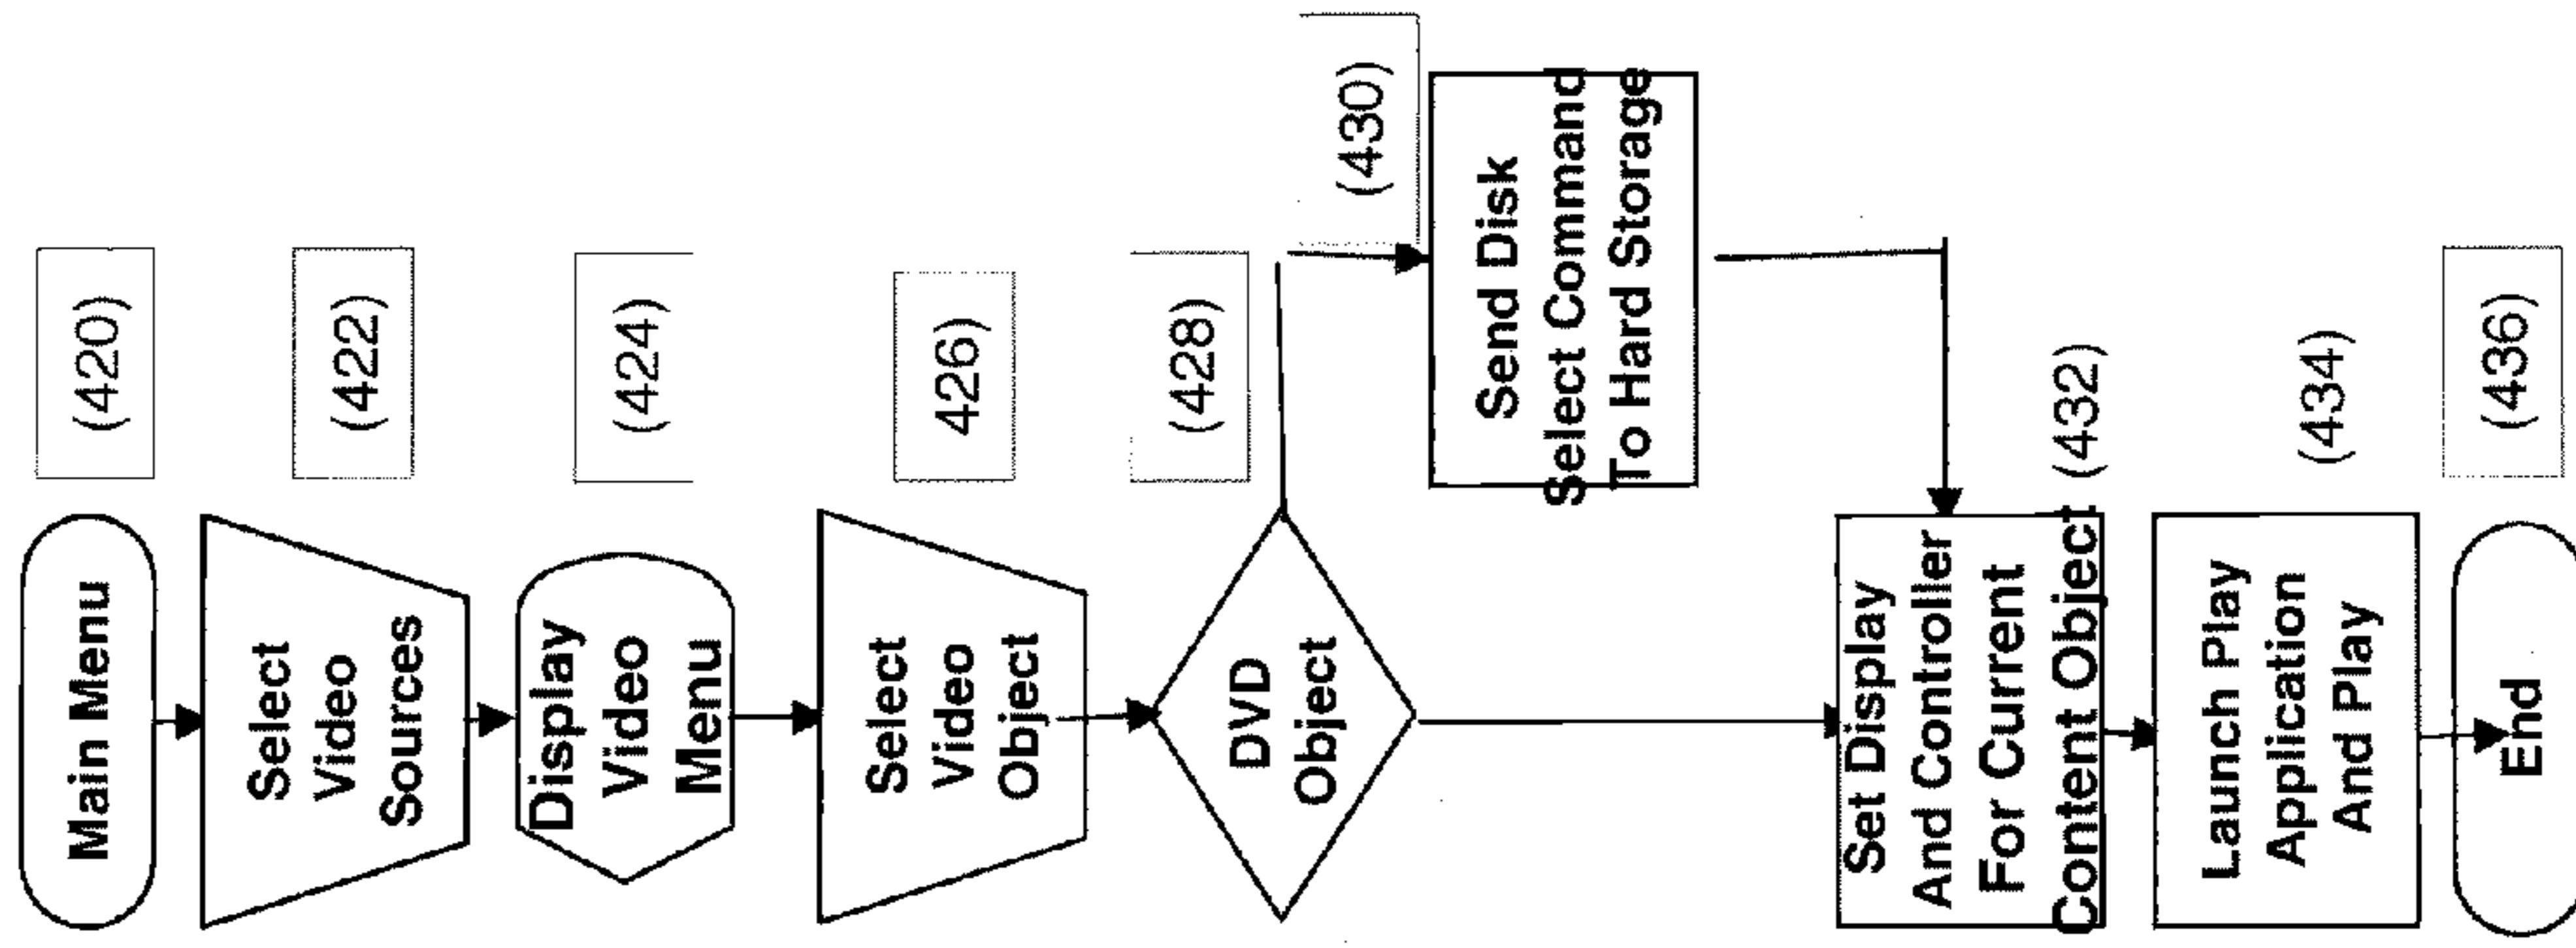 Main Menu
(420)
Select
Video
Sources
(422)
Display
Video
Menu
(424)
Select
Video
Object
426)
DVD
Object
(428)
Send Disk
Select Command
To Hard Storage
(430)
Set Display
And Controller
For Current
Content Object
(432)
Launch Play
Application
And Play
(434)
End
(436)